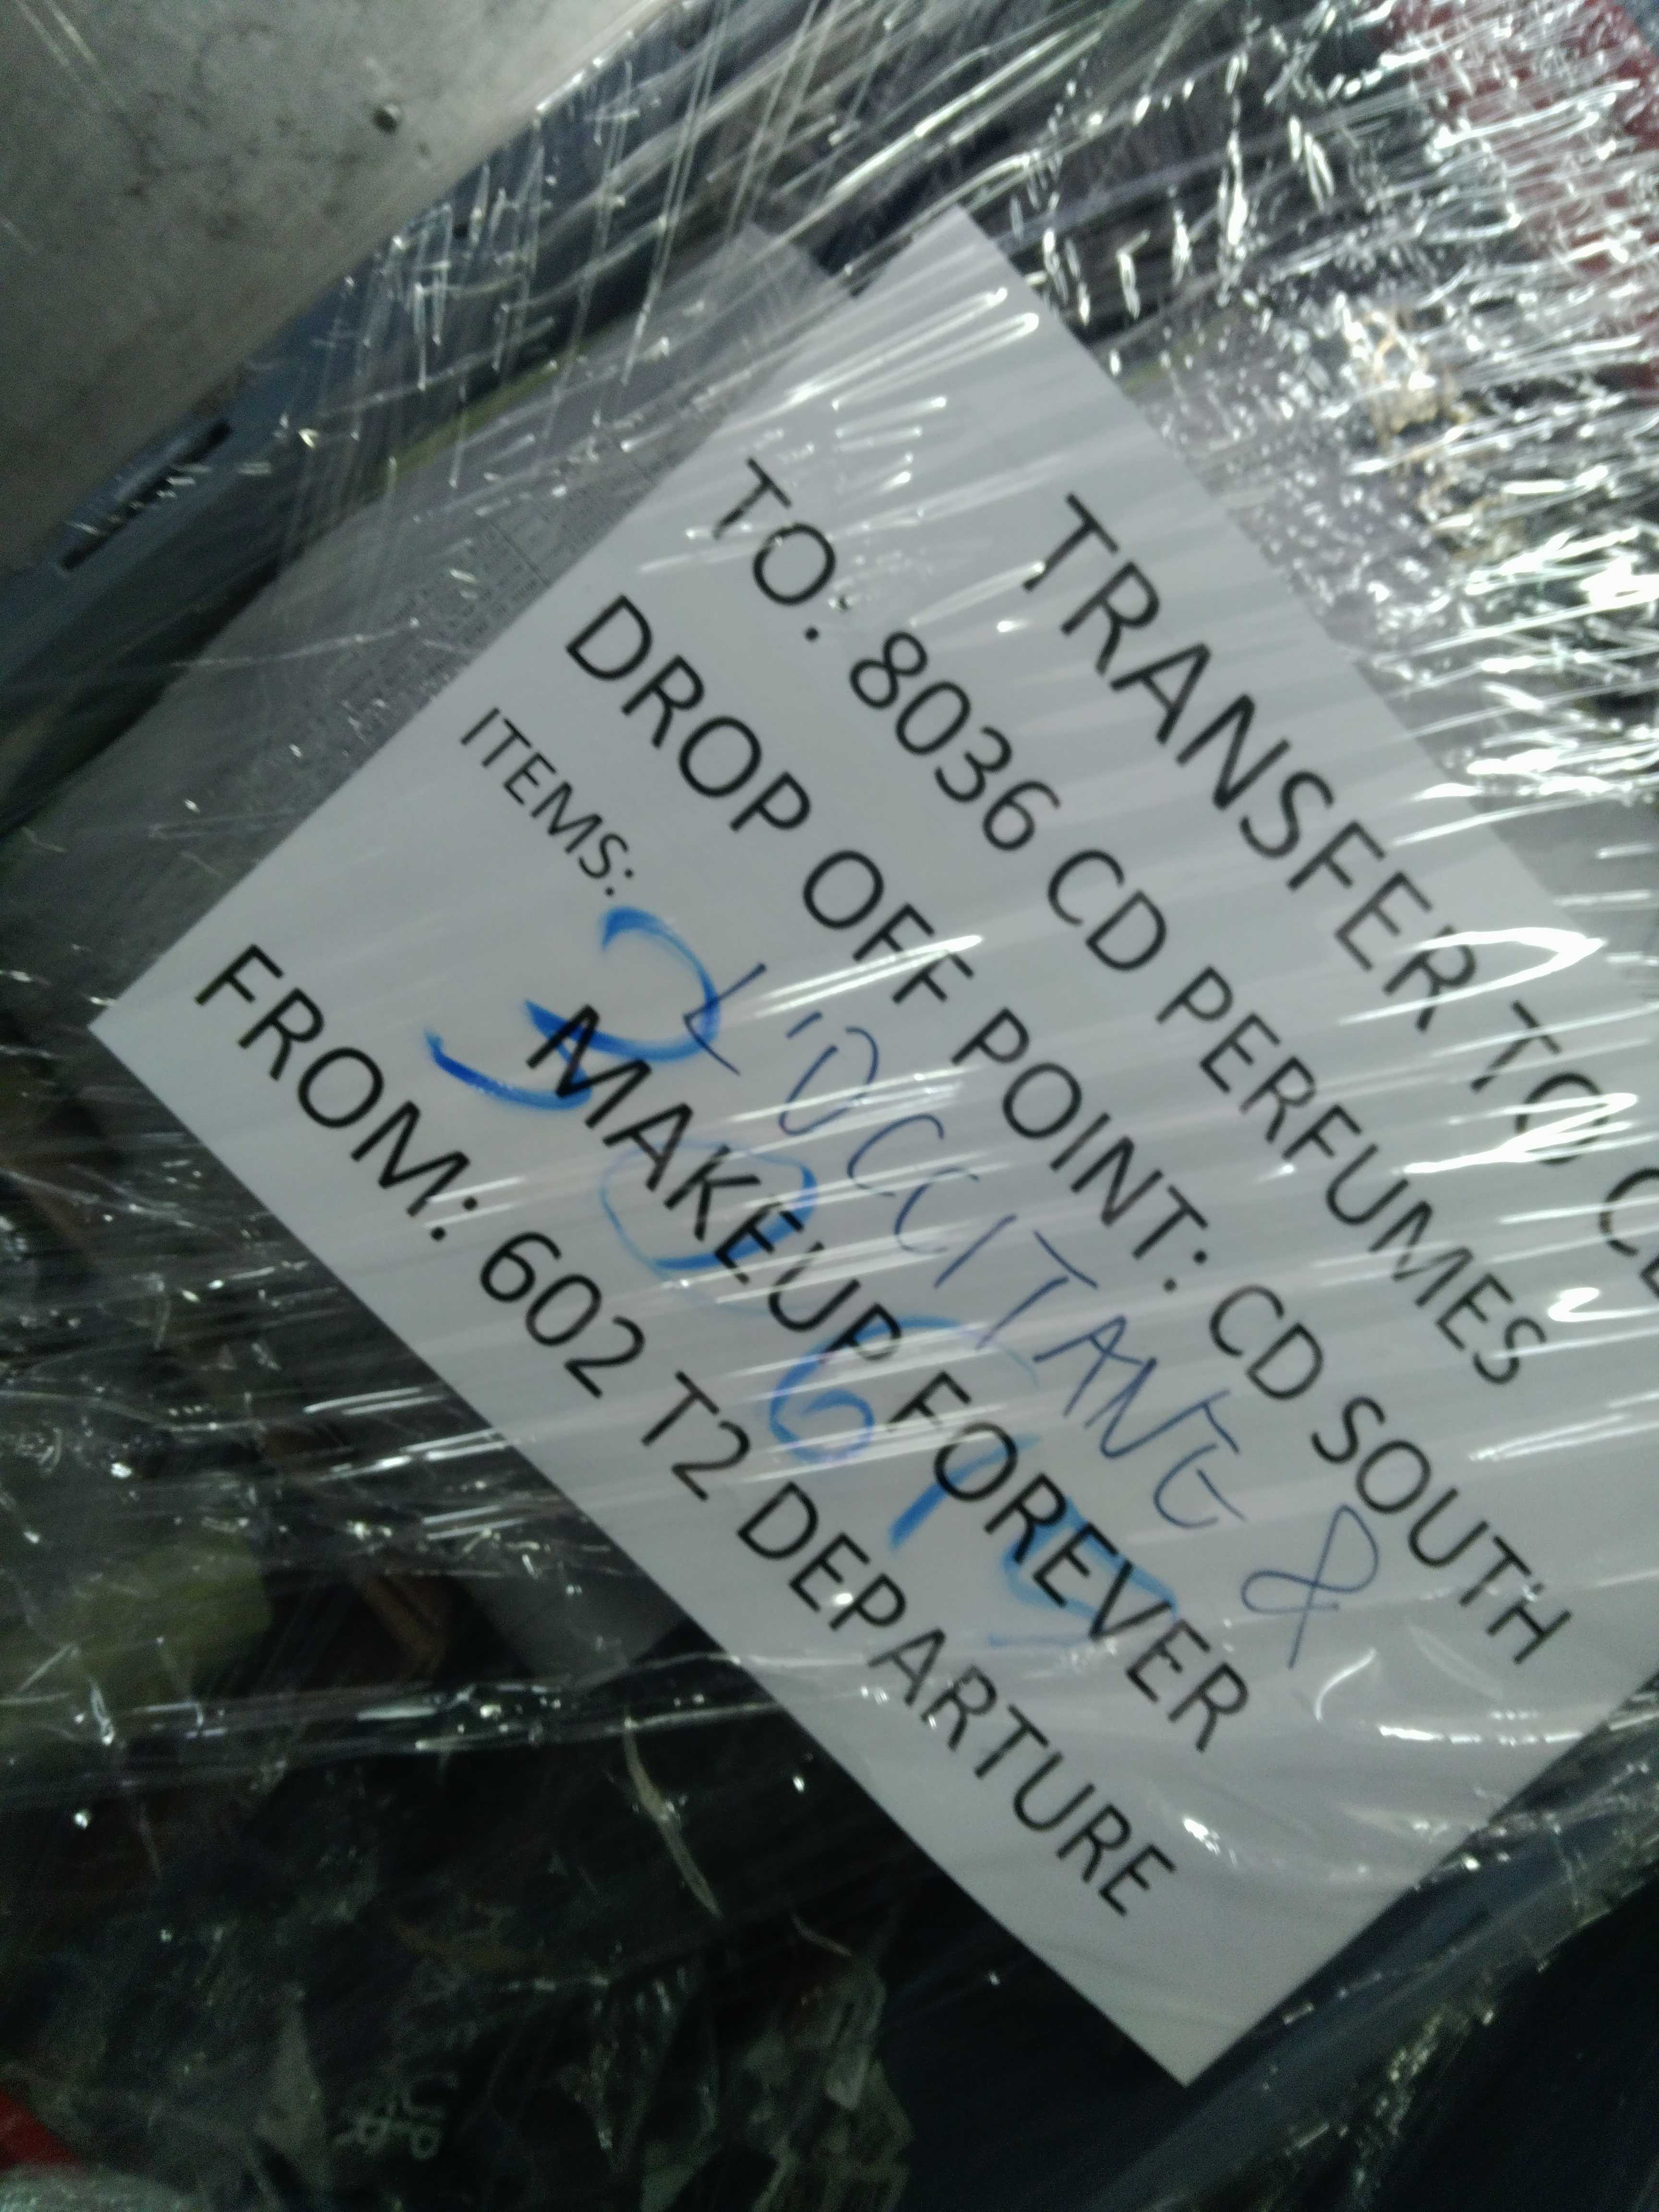 TRANSFER TO
TO: 8036 CD PERFUMES
DROP OFF POINT: CD SOUTH
ITEMS:
L'OCCITANE &
MAKEUP FOREVER
30615
FROM: 602 T2 DEPARTURE